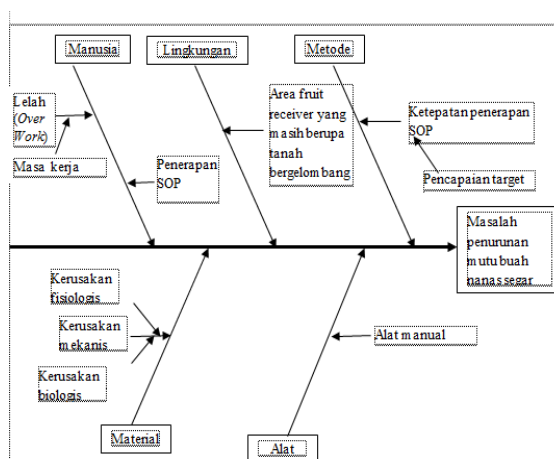 Manusia
Lingkungan
Metode
Lelah
(Over
Work)
Masa kerja
Penerapan
SOP
Area fruit
receiver yang
masih berupa
tanah
bergelombang
Ketepatan penerapan
SOP
Pencapaian target
Masalah
penurunan
mutu buah
nanas segar
Kerusakan
fisiologis
Kerusakan
mekanis
Kerusakan
biologis
Alat manual
Material
Alat